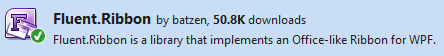 Fluent.Ribbon by batzen, 50.8K downloads
Fluent.Ribbon is a library that implements an Office-like Ribbon for WPF.